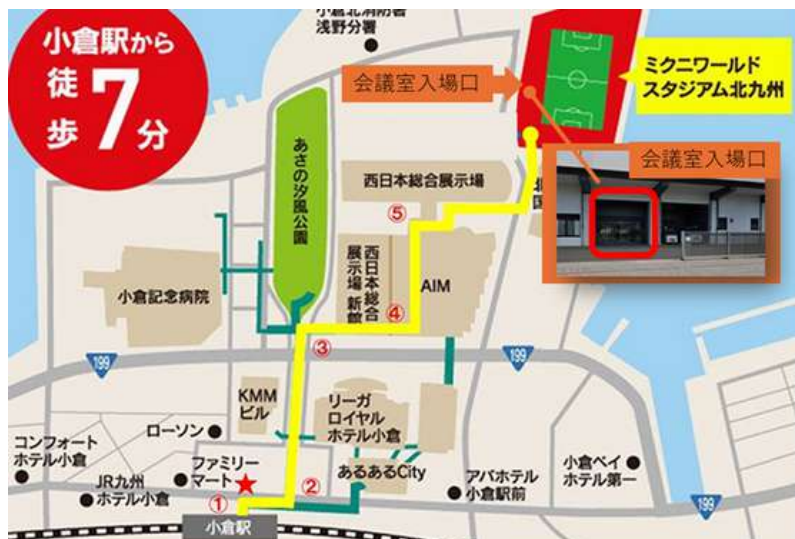 小倉駅から
徒
歩
7
分
小倉北消防署
浅野分署
会議室入場口
ミクニワールド
スタジアム北九州
会議室入場口
あさの汐風公園
西日本総合展示場
⑤
北
国
小倉記念病院
西日本総合
展示場 新館
AIM
④
③
199
199
KMM
ビル
リーガ
ロイヤル
ホテル小倉
ローソン
コンフォート
ホテル小倉
ファミリー
マート
あるあるCity
アパホテル
小倉駅前
小倉ベイ
ホテル第一
JR九州
ホテル小倉
①
②
199
小倉駅